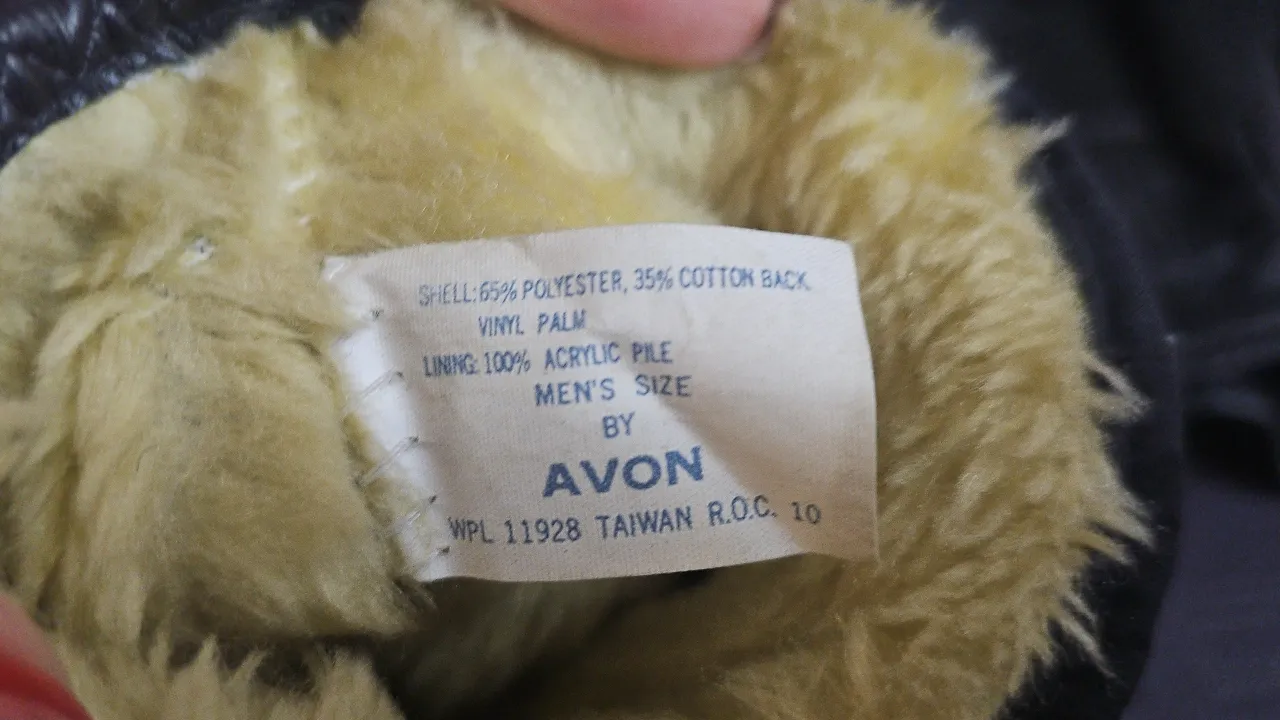 SHELL: 65% POLYESTER, 35% COTTON BACK
VINYL PALM
LINING: 100% ACRYLIC PILE
MEN'S SIZE
BY
AVON
WPL 11928 TAIWAN R.O.C. 10